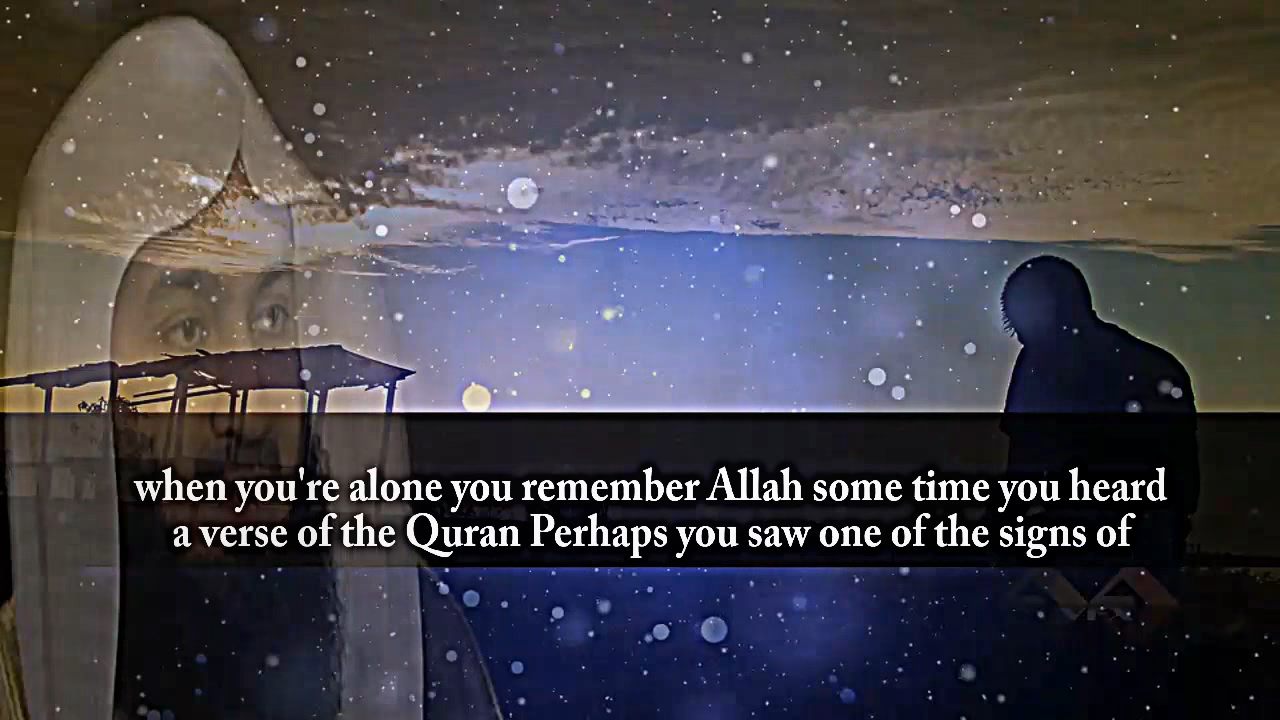 when you're alone you remember Allah some time you heard
a verse of the Quran Perhaps you saw one of the signs of